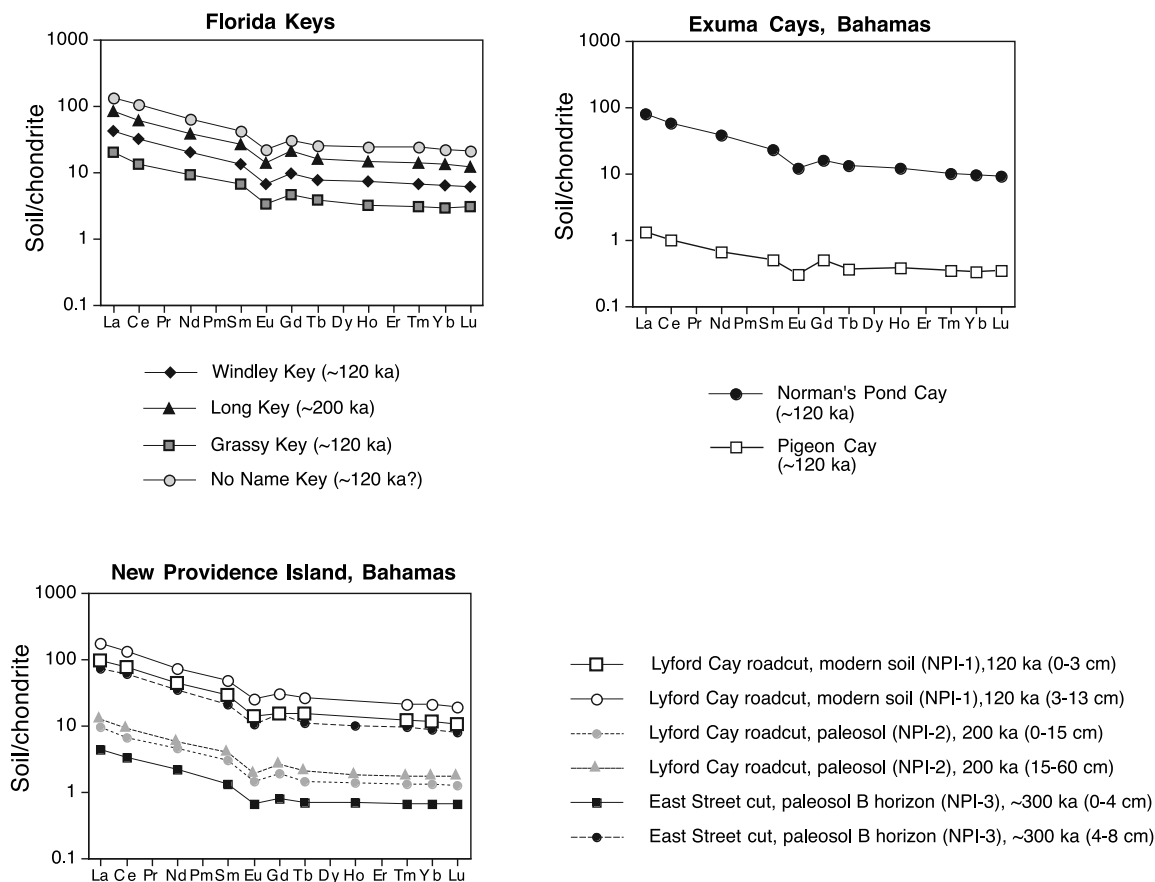 Florida Keys
1000
100
10
1
0.1
Soil/chondrite
La Ce Pr Nd Pm Sm Eu Gd Tb Dy Ho Er Tm Yb Lu
Windley Key (~120 ka)
Long Key (~200 ka)
Grassy Key (~120 ka)
No Name Key (~120 ka?)
Exuma Cays, Bahamas
1000
100
10
1
0.1
Soil/chondrite
La Ce Pr Nd Pm Sm Eu Gd Tb Dy Ho Er Tm Yb Lu
Norman's Pond Cay
(~120 ka)
Pigeon Cay
(~120 ka)
New Providence Island, Bahamas
1000
100
10
1
0.1
Soil/chondrite
La Ce Pr Nd Pm Sm Eu Gd Tb Dy Ho Er Tm Yb Lu
Lyford Cay roadcut, modern soil (NPI-1),120 ka (0-3 cm)
Lyford Cay roadcut, modern soil (NPI-1),120 ka (3-13 cm)
Lyford Cay roadcut, paleosol (NPI-2), 200 ka (0-15 cm)
Lyford Cay roadcut, paleosol (NPI-2), 200 ka (15-60 cm)
East Street cut, paleosol B horizon (NPI-3), ~300 ka (0-4 cm)
East Street cut, paleosol B horizon (NPI-3), ~300 ka (4-8 cm)